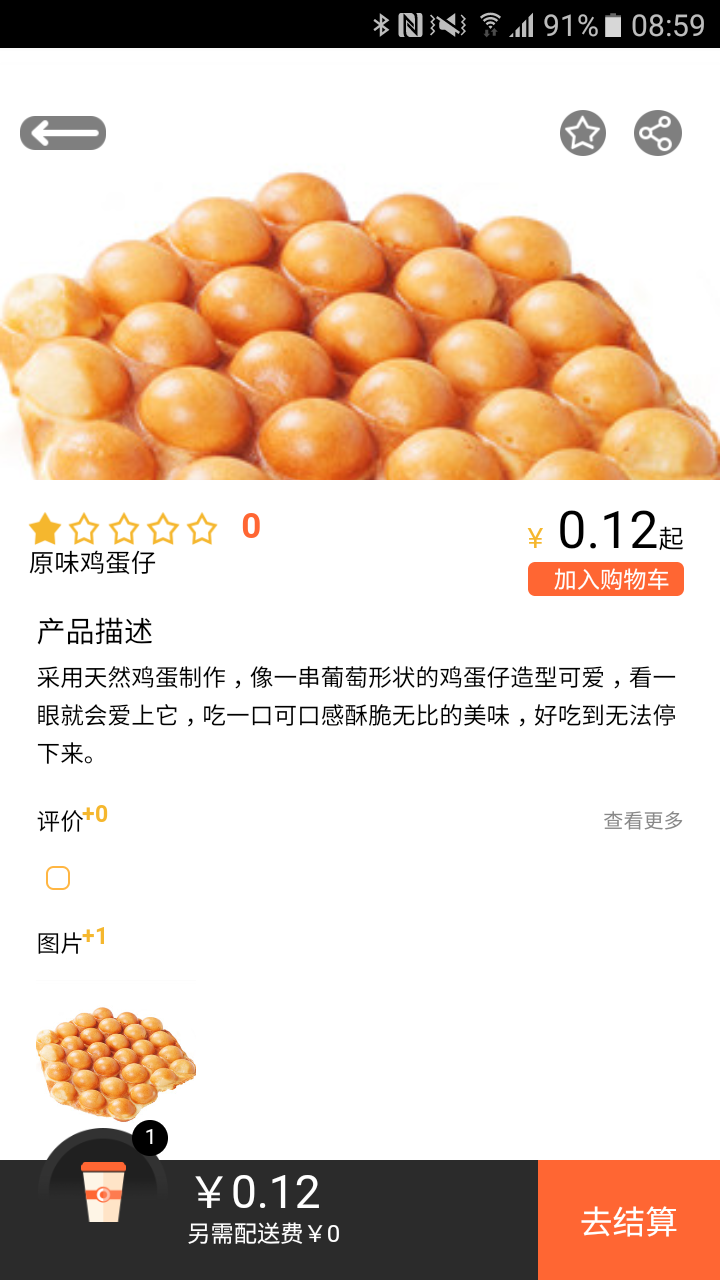 91% 08:59
0
¥ 0.12起
原味鸡蛋仔
加入购物车
产品描述
采用天然鸡蛋制作，像一串葡萄形状的鸡蛋仔造型可爱，看一
眼就会爱上它，吃一口可口感酥脆无比的美味，好吃到无法停
下来。
评价+0
查看更多
图片+1
1
￥0.12
另需配送费￥0
去结算